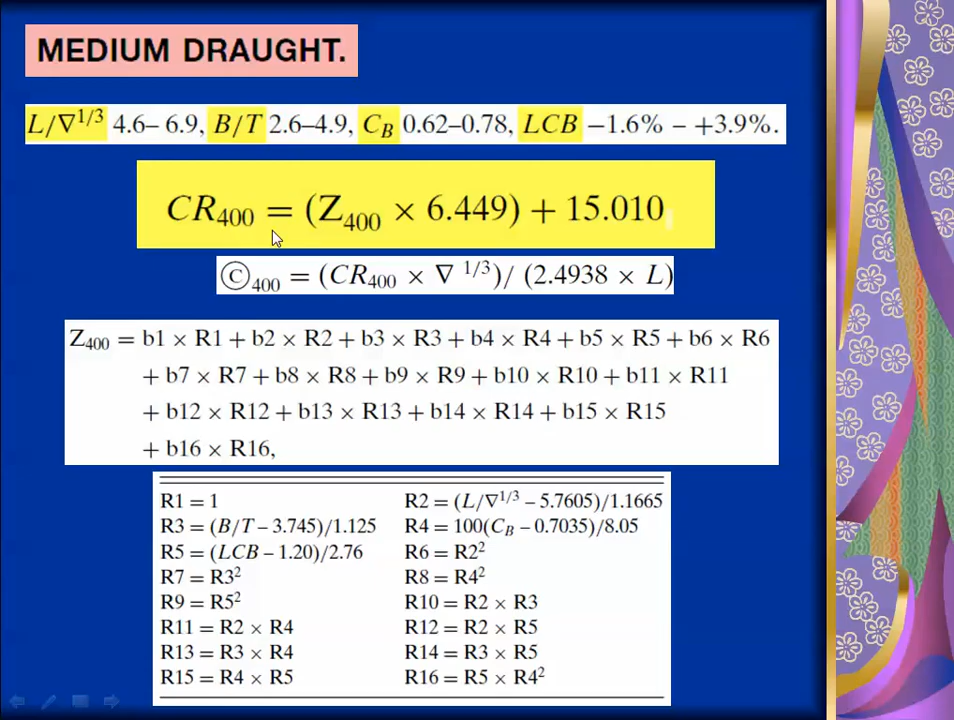 MEDIUM DRAUGHT.
L/∇^1/3 4.6– 6.9, B/T 2.6–4.9, C_B 0.62–0.78, LCB −1.6% – +3.9%.
CR₄₀₀ = (Z₄₀₀ × 6.449) + 15.010
Ⓒ₄₀₀ = (CR₄₀₀ × ∇ ^1/3)/ (2.4938 × L)
Z₄₀₀ = b1 × R1 + b2 × R2 + b3 × R3 + b4 × R4 + b5 × R5 + b6 × R6
+ b7 × R7 + b8 × R8 + b9 × R9 + b10 × R10 + b11 × R11
+ b12 × R12 + b13 × R13 + b14 × R14 + b15 × R15
+ b16 × R16,
R1 = 1 R2 = (L/∇^1/3 – 5.7605)/1.1665
R3 = (B/T – 3.745)/1.125 R4 = 100(C_B – 0.7035)/8.05
R5 = (LCB – 1.20)/2.76 R6 = R2²
R7 = R3² R8 = R4²
R9 = R5² R10 = R2 × R3
R11 = R2 × R4 R12 = R2 × R5
R13 = R3 × R4 R14 = R3 × R5
R15 = R4 × R5 R16 = R5 × R4²